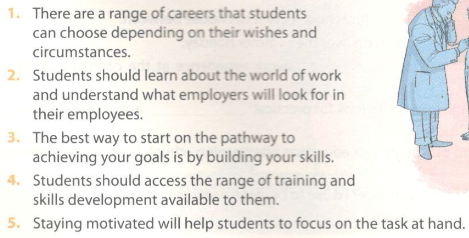 1. There are a range of careers that students
can choose depending on their wishes and
circumstances.
2. Students should learn about the world of work
and understand what employers will look for in
their employees.
3. The best way to start on the pathway to
achieving your goals is by building your skills.
4. Students should access the range of training and
skills development available to them.
5. Staying motivated will help students to focus on the task at hand.